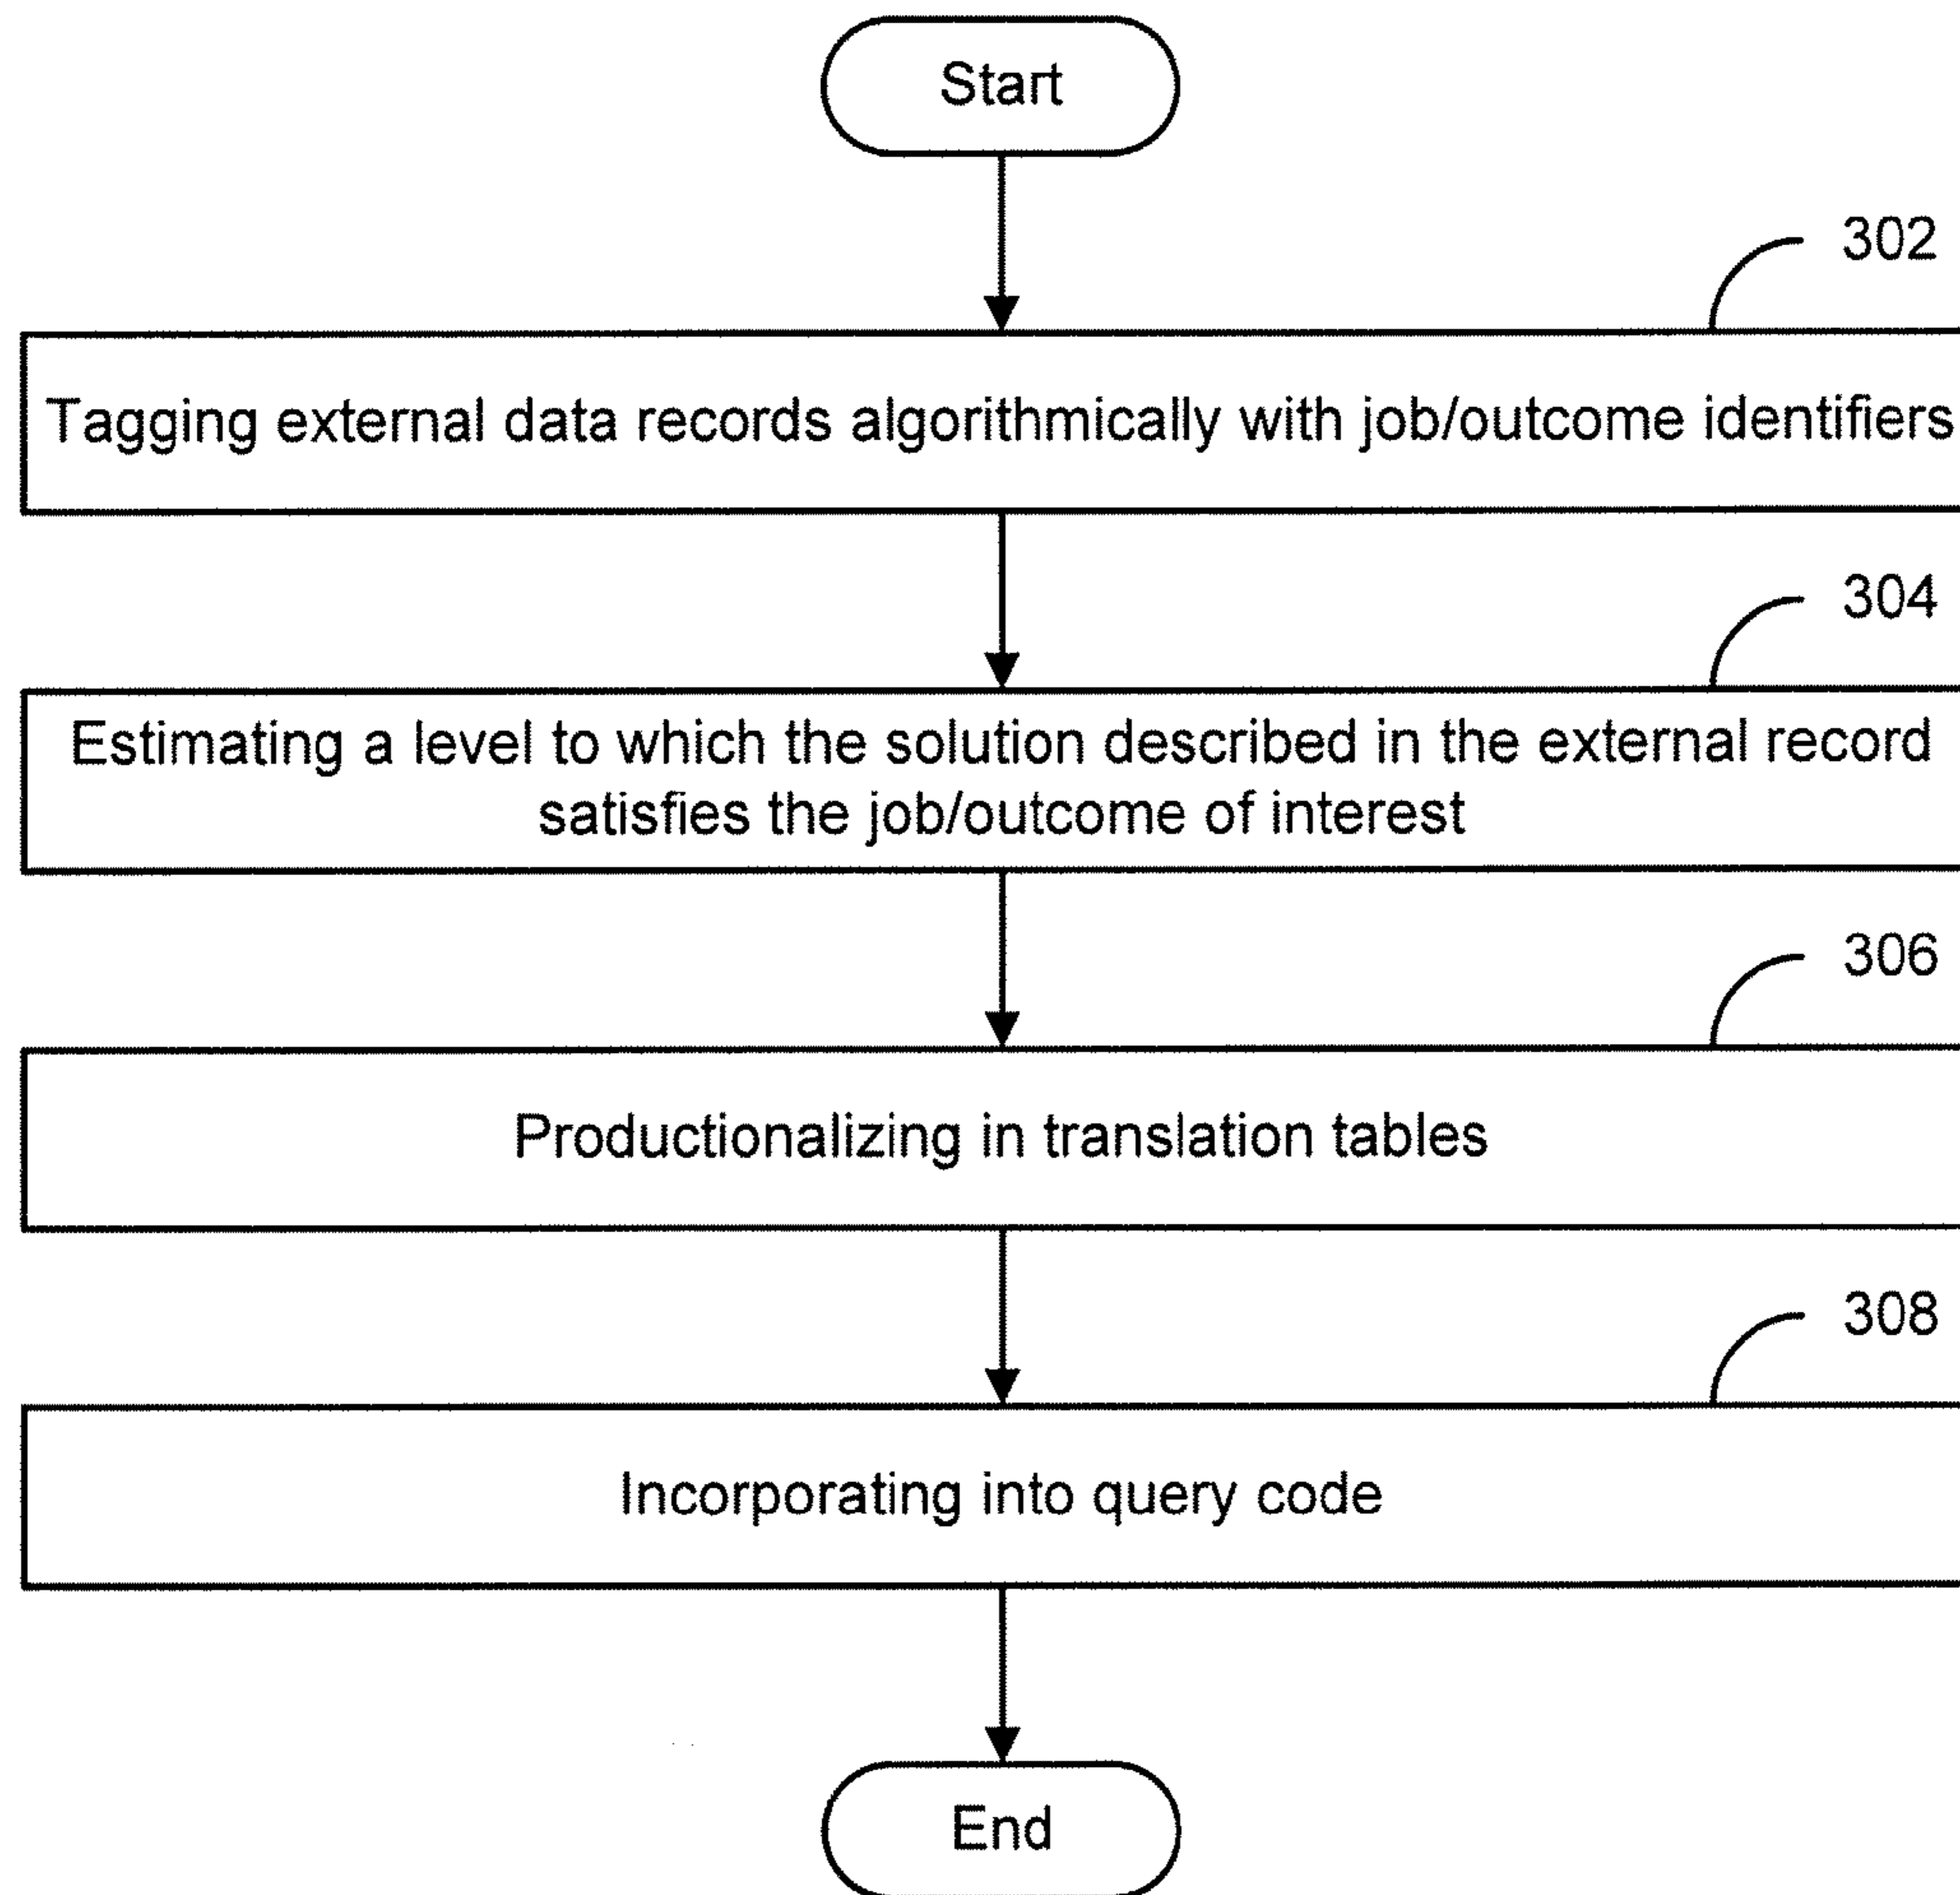 Start
302
Tagging external data records algorithmically with job/outcome identifiers
304
Estimating a level to which the solution described in the external record
satisfies the job/outcome of interest
306
Productionalizing in translation tables
308
Incorporating into query code
End